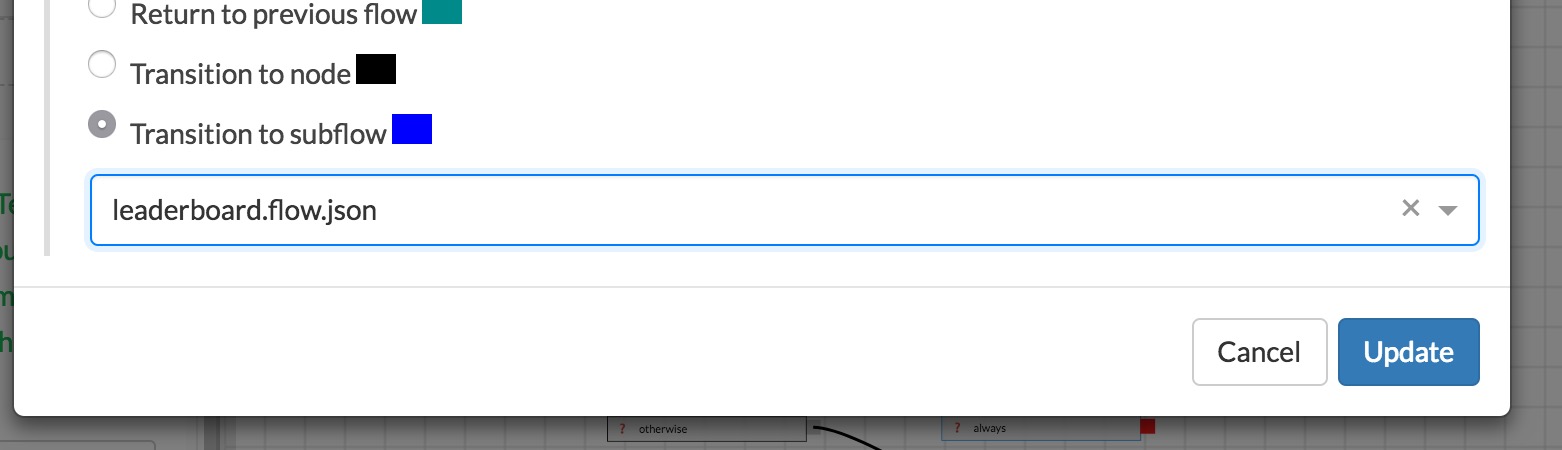 Return to previous flow
Transition to node
Transition to subflow
leaderboard.flow.json
Cancel
Update
? otherwise
? always